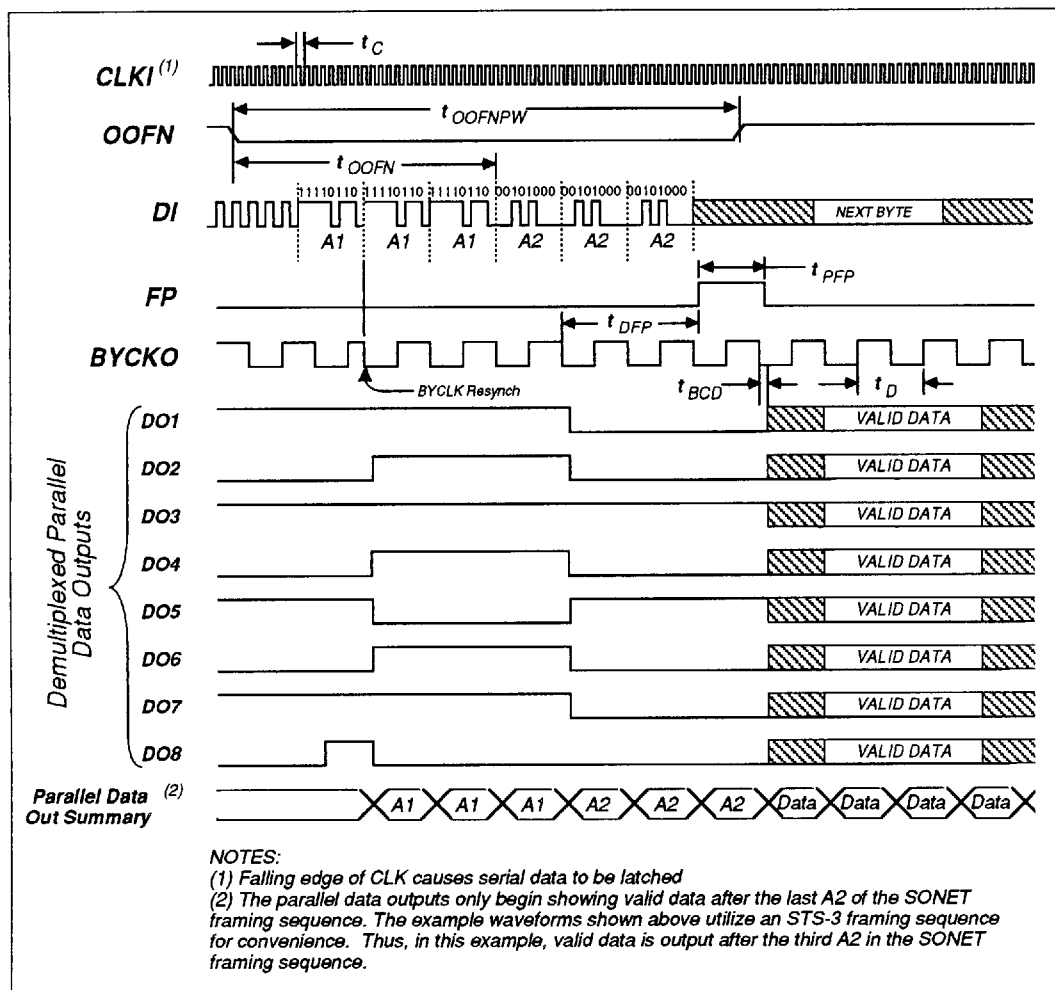 t C
CLKI (1)
t OOFNPW
OOFN
t OOFN
11110110 11110110 11110110 00101000 00101000 00101000
DI
NEXT BYTE
A1 A1 A1 A2 A2 A2
t PFP
FP
t DFP
BYCKO
BYCLK Resynch
t BCD
t D
Demultiplexed Parallel
Data Outputs
DO1 VALID DATA
DO2 VALID DATA
DO3 VALID DATA
DO4 VALID DATA
DO5 VALID DATA
DO6 VALID DATA
DO7 VALID DATA
DO8 VALID DATA
Parallel Data (2)
Out Summary
A1 A1 A1 A2 A2 A2 Data Data Data Data
NOTES:
(1) Falling edge of CLK causes serial data to be latched
(2) The parallel data outputs only begin showing valid data after the last A2 of the SONET
framing sequence. The example waveforms shown above utilize an STS-3 framing sequence
for convenience. Thus, in this example, valid data is output after the third A2 in the SONET
framing sequence.